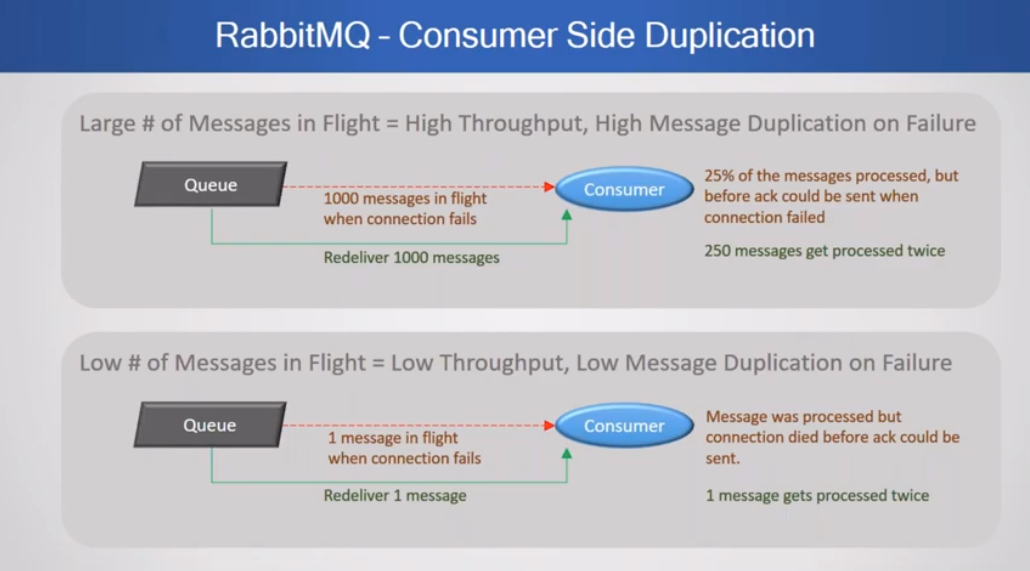 RabbitMQ – Consumer Side Duplication
Large # of Messages in Flight = High Throughput, High Message Duplication on Failure
Queue
1000 messages in flight
when connection fails
Redeliver 1000 messages
Consumer
25% of the messages processed, but
before ack could be sent when
connection failed
250 messages get processed twice
Low # of Messages in Flight = Low Throughput, Low Message Duplication on Failure
Queue
1 message in flight
when connection fails
Redeliver 1 message
Consumer
Message was processed but
connection died before ack could be
sent.
1 message gets processed twice